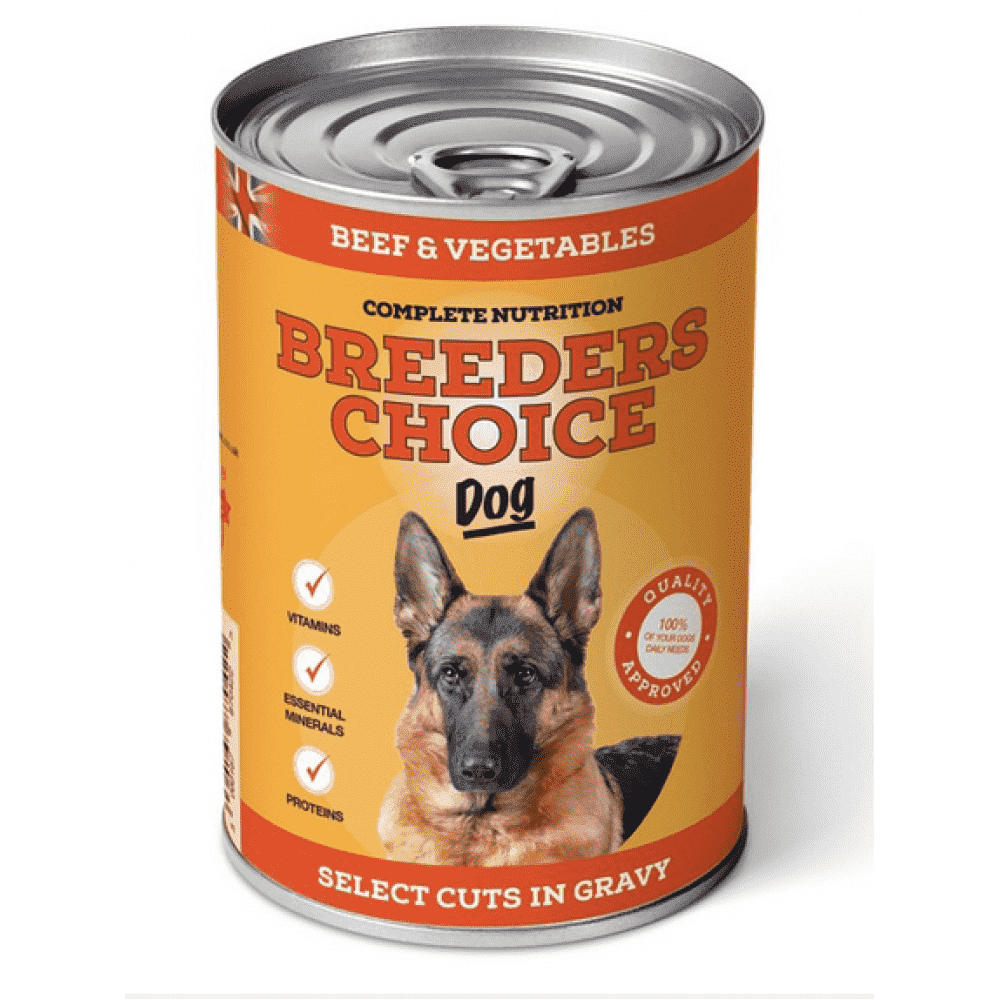 BEEF & VEGETABLES
COMPLETE NUTRITION
BREEDERS
CHOICE
Dog
VITAMINS
ESSENTIAL
MINERALS
PROTEINS
QUALITY
100%
OF YOUR DOGS
DAILY NEEDS
APPROVED
SELECT CUTS IN GRAVY